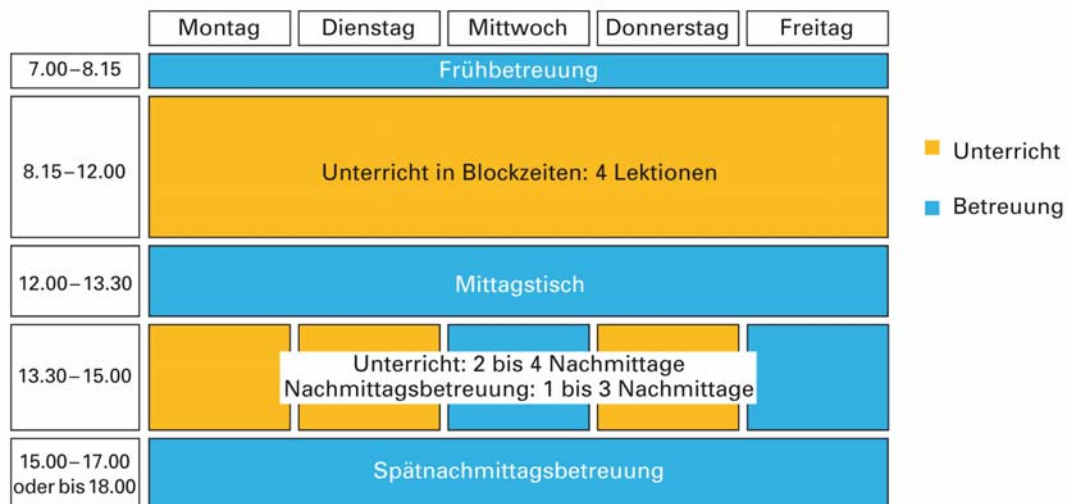 Montag Dienstag Mittwoch Donnerstag Freitag
7.00–8.15 Frühbetreuung
8.15–12.00 Unterricht in Blockzeiten: 4 Lektionen
Unterricht
Betreuung
12.00–13.30 Mittagstisch
13.30–15.00 Unterricht: 2 bis 4 Nachmittage
Nachmittagsbetreuung: 1 bis 3 Nachmittage
15.00–17.00
oder bis 18.00 Spätnachmittagsbetreuung